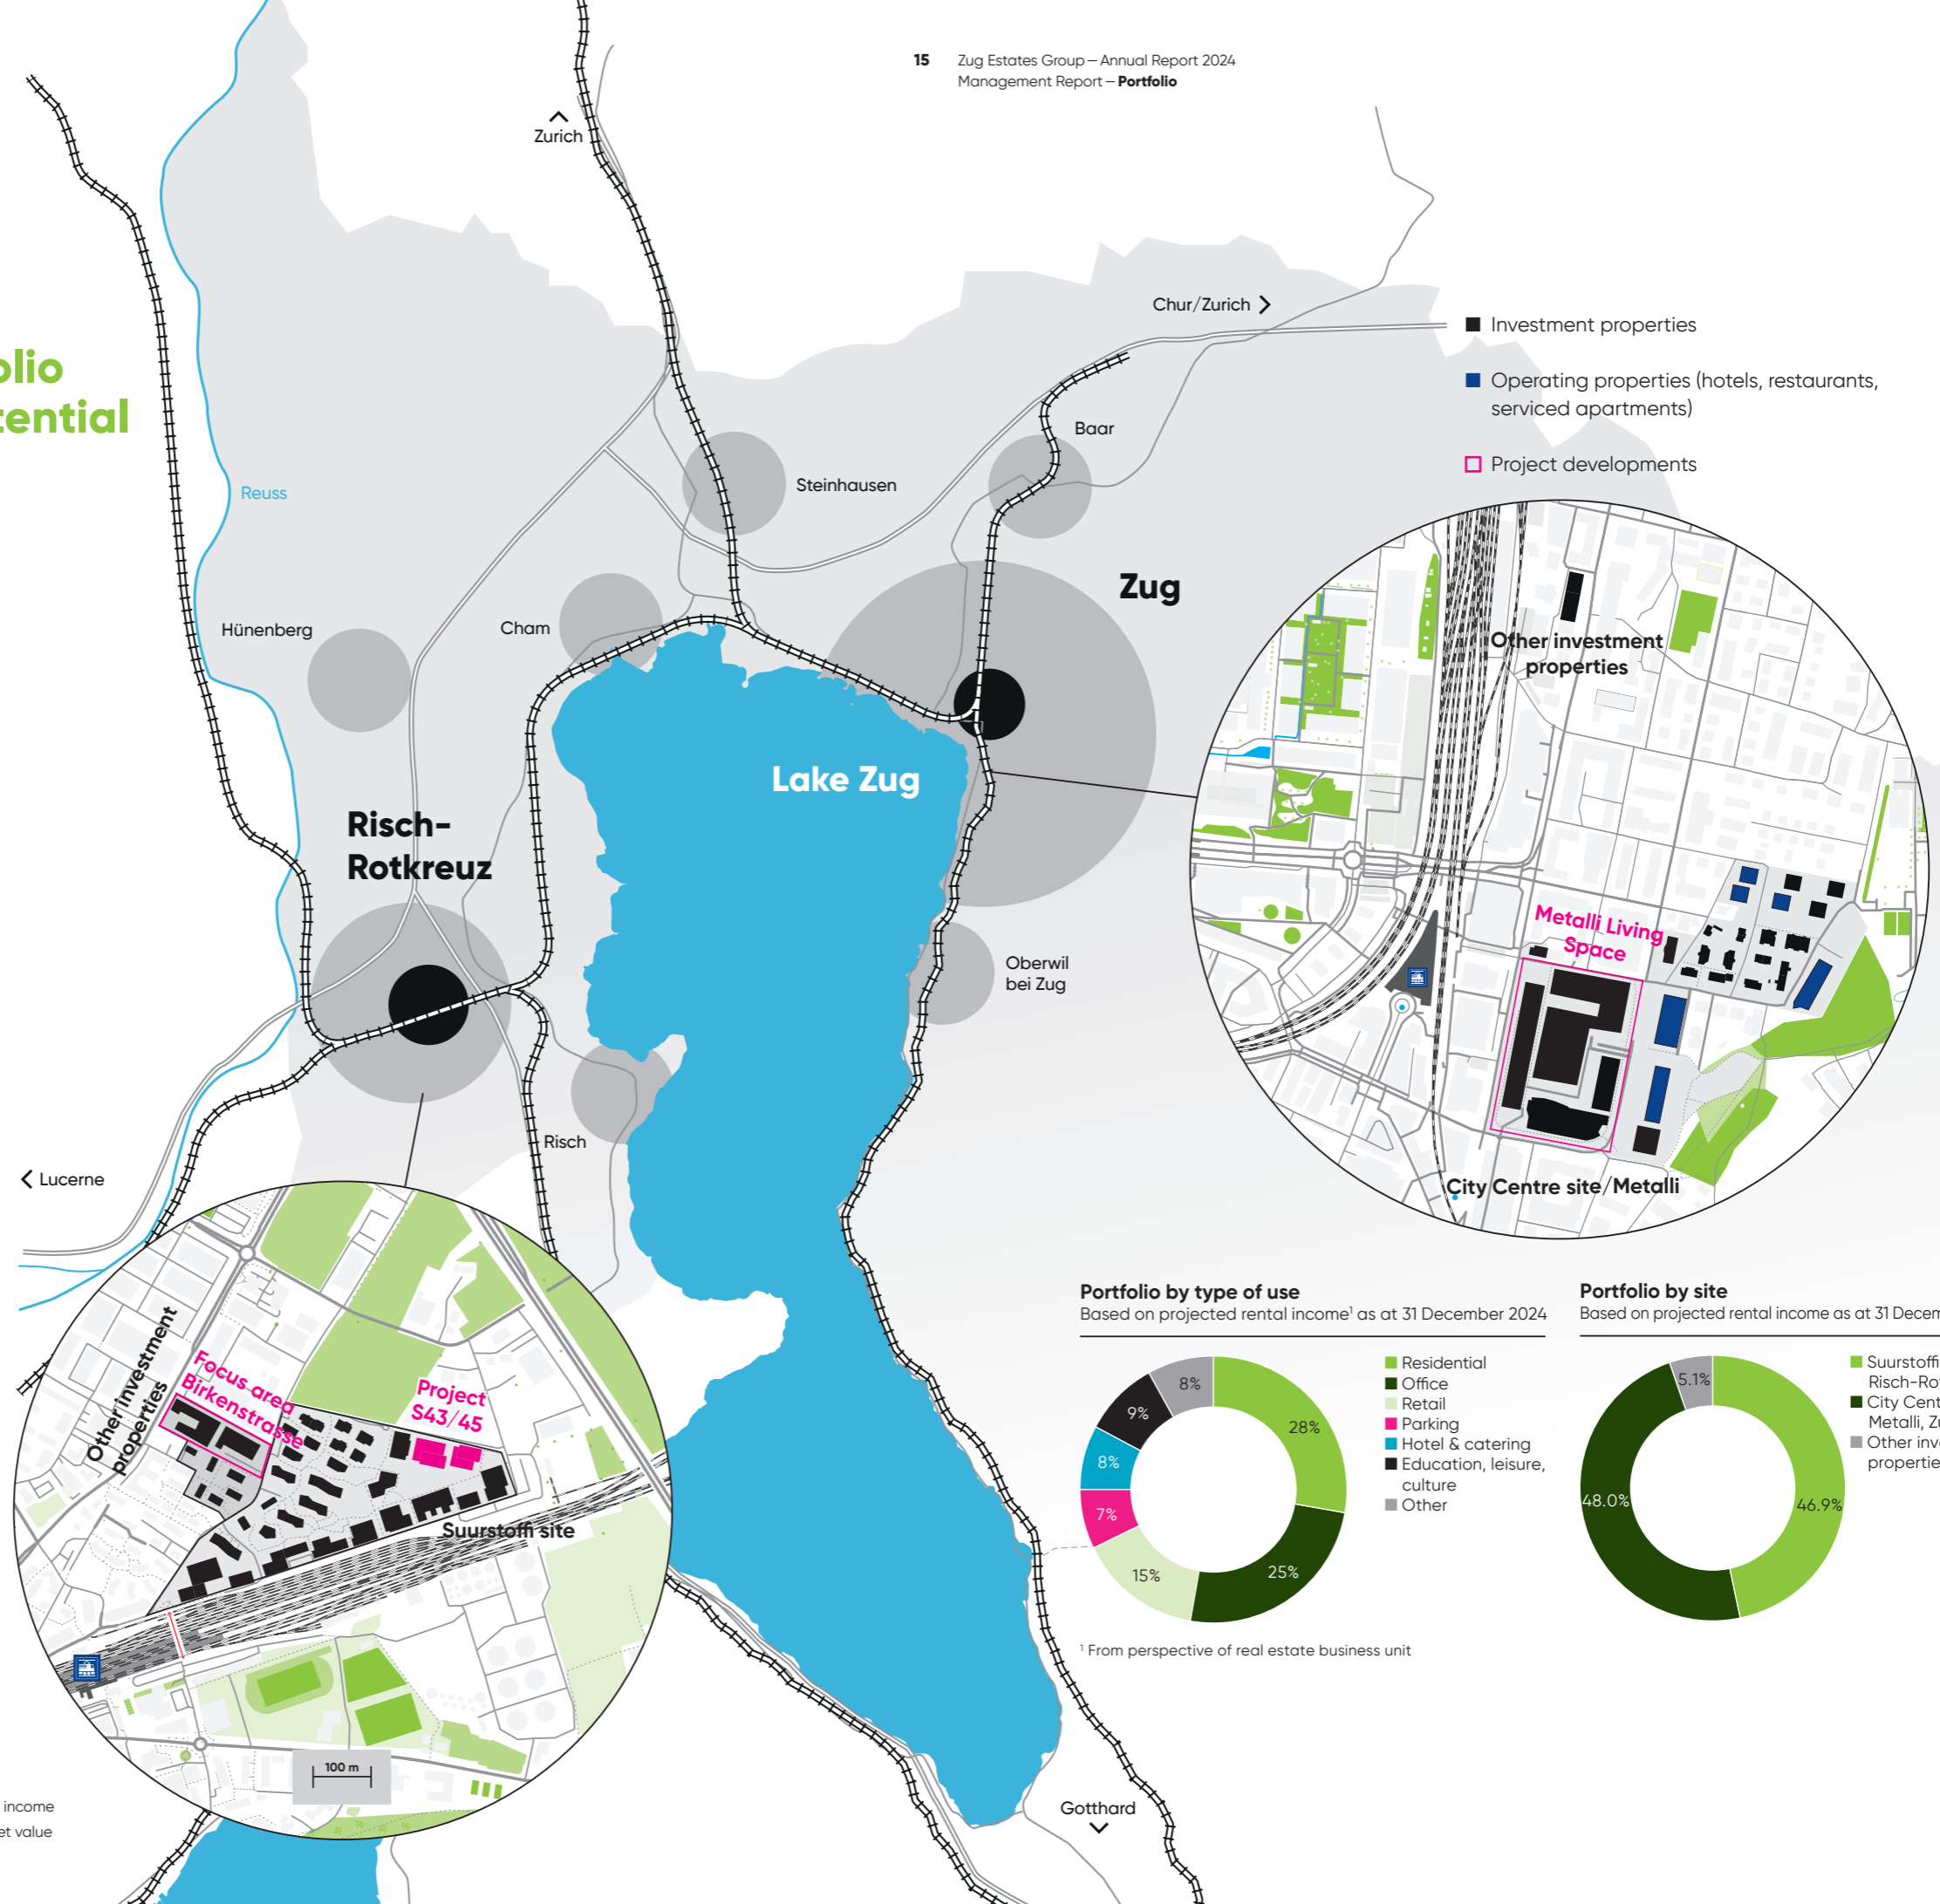 15 Zug Estates Group – Annual Report 2024
Management Report – Portfolio
Zurich
Chur/Zurich
Investment properties
Operating properties (hotels, restaurants,
serviced apartments)
Project developments
olio
tential
Baar
Steinhausen
Reuss
Zug
Hünenberg
Cham
Other investment
properties
Lake Zug
Risch-
Rotkreuz
Metalli Living
Space
Oberwil
bei Zug
Risch
Lucerne
City Centre site/Metalli
Other investment
properties
Focus area
Birkenstrasse
Project
S43/45
Suurstoffi site
100 m
Portfolio by type of use
Based on projected rental income¹ as at 31 December 2024
8%
28%
9%
8%
7%
15%
25%
Residential
Office
Retail
Parking
Hotel & catering
Education, leisure,
culture
Other
¹ From perspective of real estate business unit
Portfolio by site
Based on projected rental income as at 31 Decem
5.1%
48.0%
46.9%
Suurstoffi
Risch-Ro
City Cent
Metalli, Z
Other inv
propertie
income
et value
Gotthard